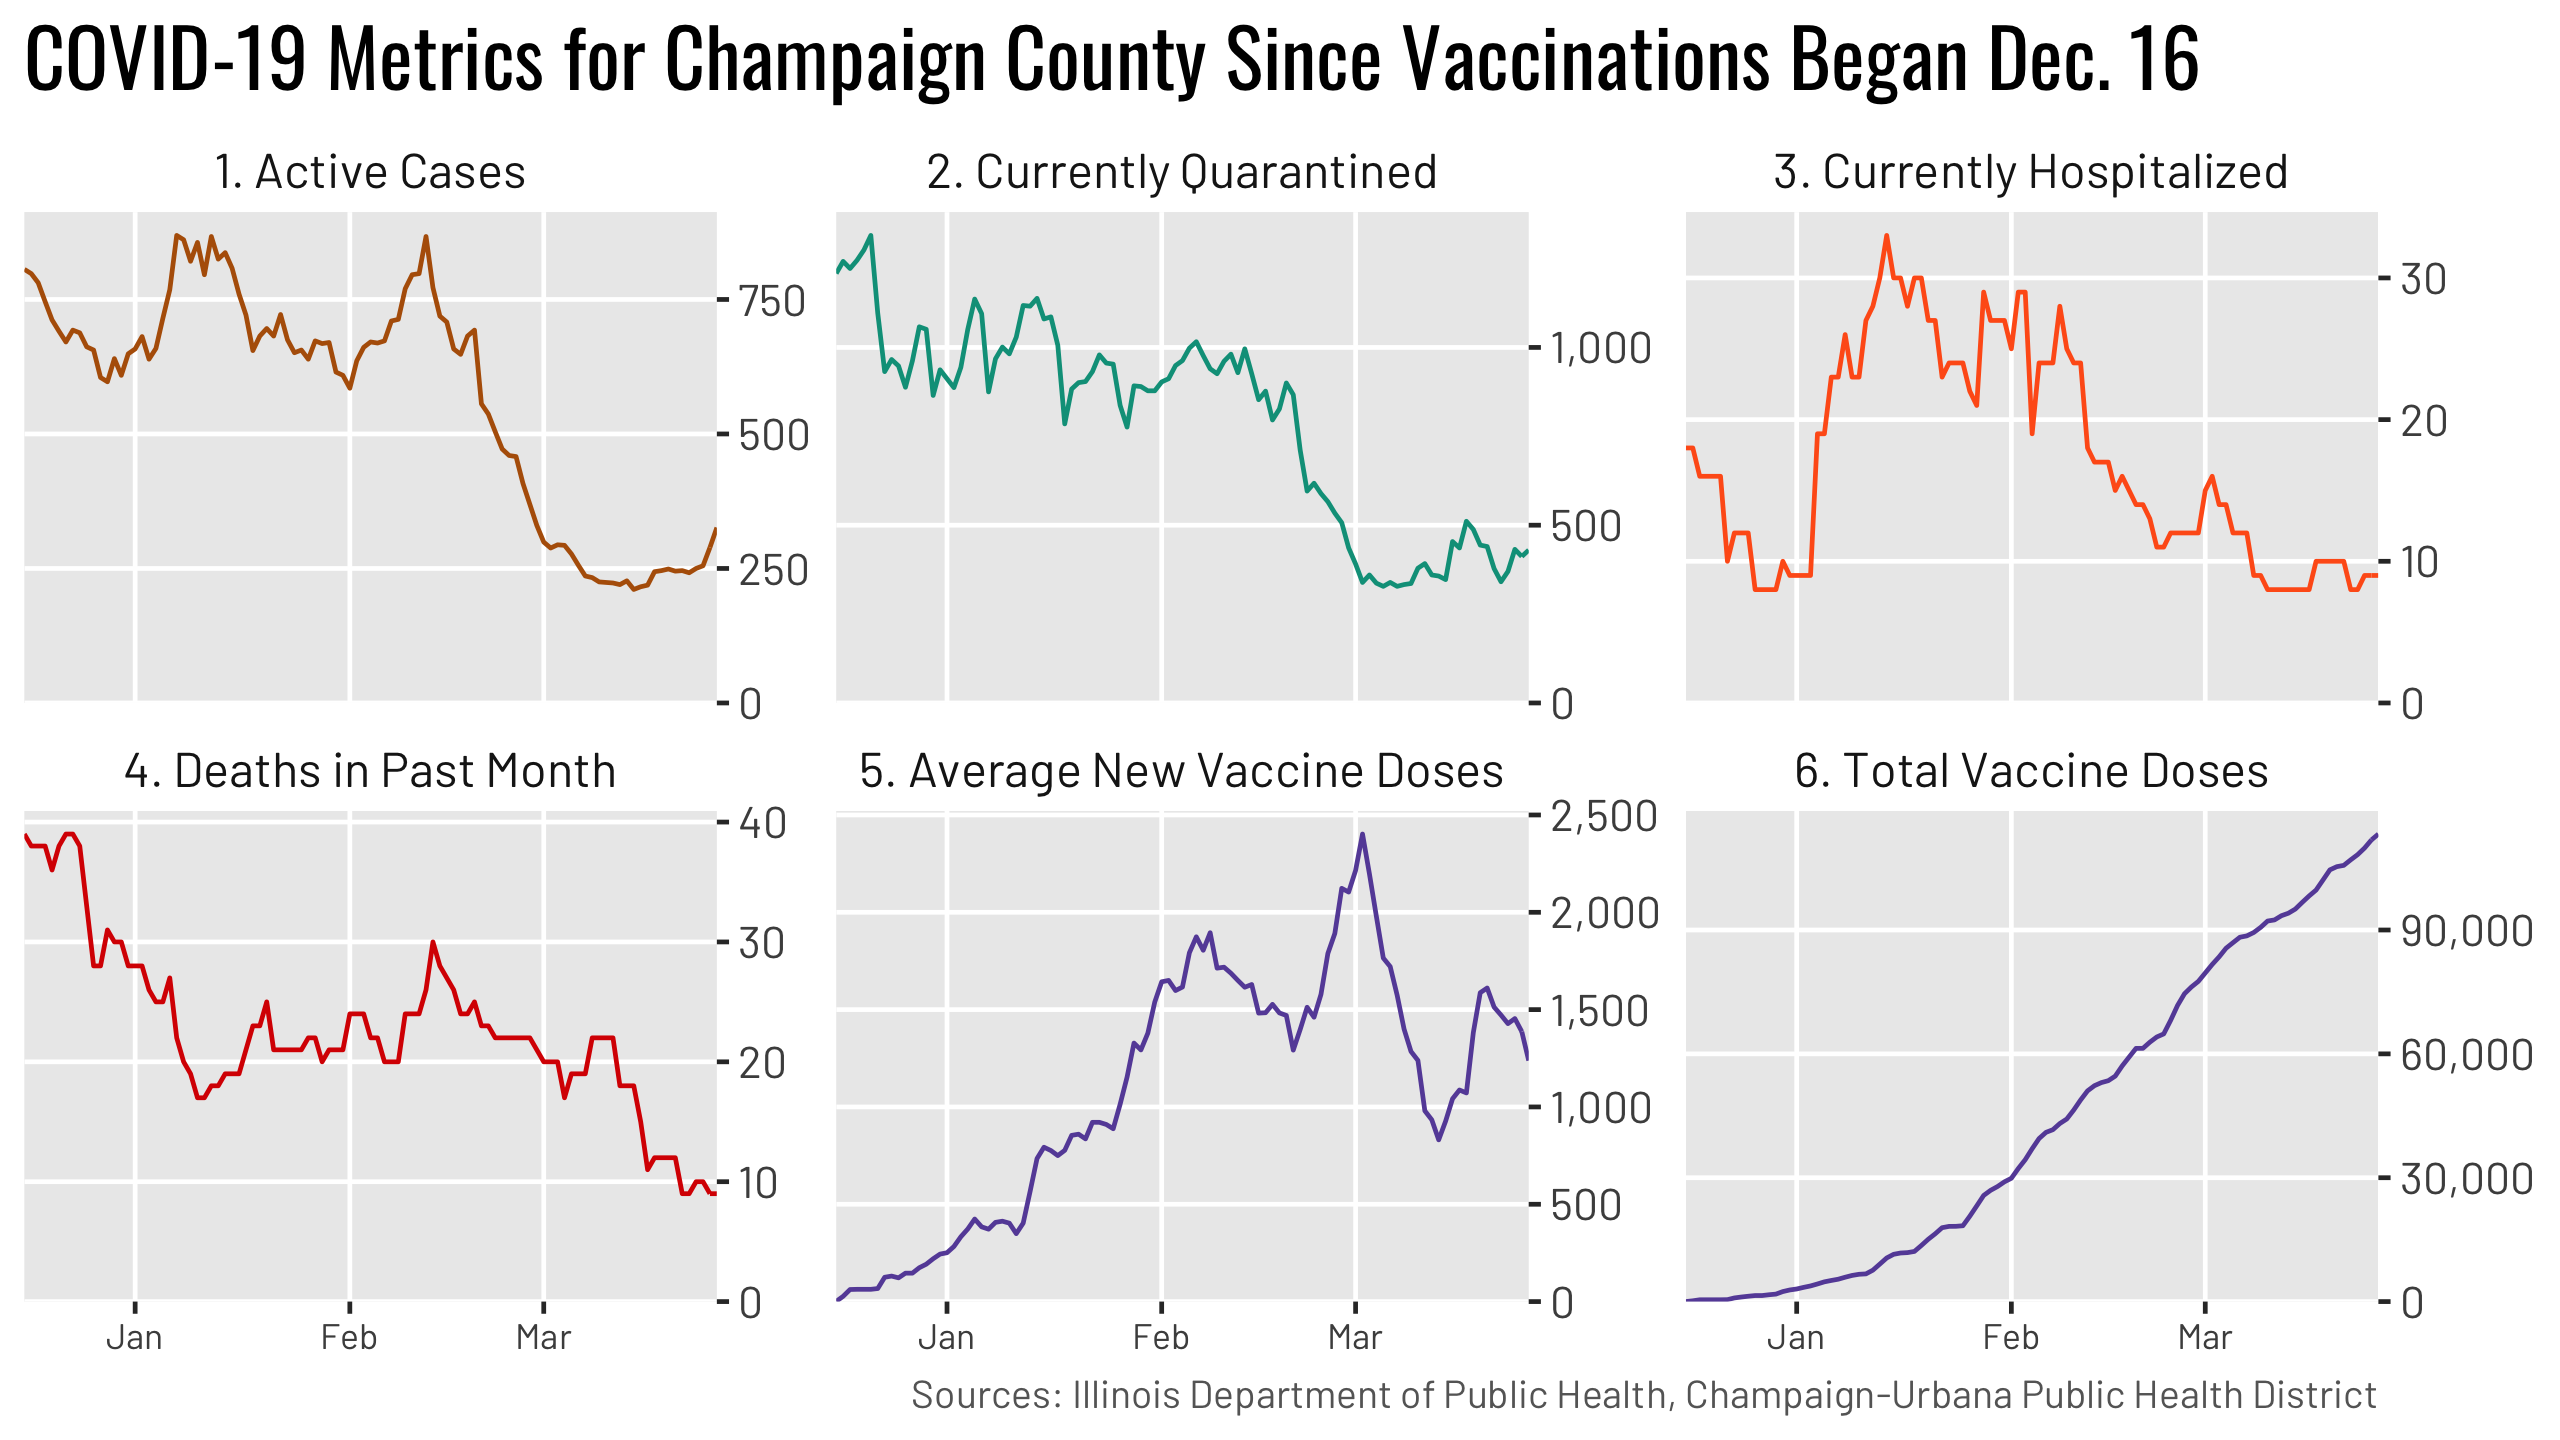 COVID-19 Metrics for Champaign County Since Vaccinations Began Dec. 16
1. Active Cases
750
500
250
0
2. Currently Quarantined
1,000
500
0
3. Currently Hospitalized
30
20
10
0
4. Deaths in Past Month
40
30
20
10
0
Jan Feb Mar
5. Average New Vaccine Doses
2,500
2,000
1,500
1,000
500
0
Jan Feb Mar
6. Total Vaccine Doses
90,000
60,000
30,000
0
Jan Feb Mar
Sources: Illinois Department of Public Health, Champaign-Urbana Public Health District